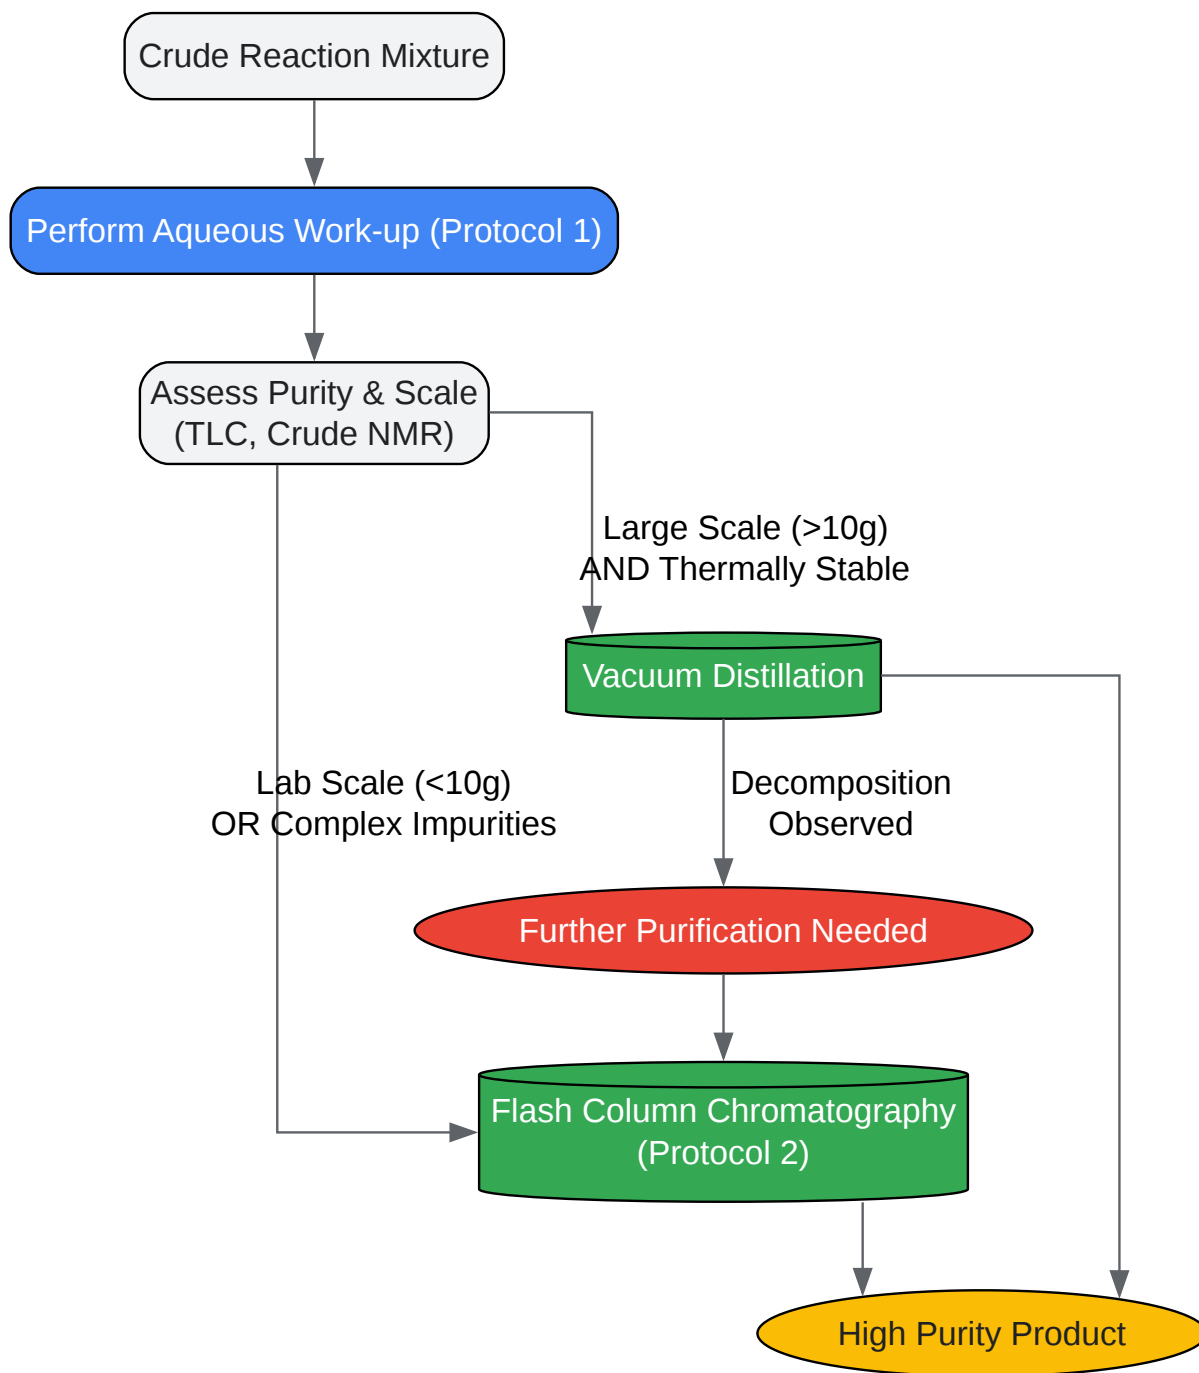 Crude Reaction Mixture
Perform Aqueous Work-up (Protocol 1)
Assess Purity & Scale
(TLC, Crude NMR)
Large Scale (>10g)
AND Thermally Stable
Vacuum Distillation
Lab Scale (<10g)
OR Complex Impurities
Decomposition
Observed
Further Purification Needed
Flash Column Chromatography
(Protocol 2)
High Purity Product